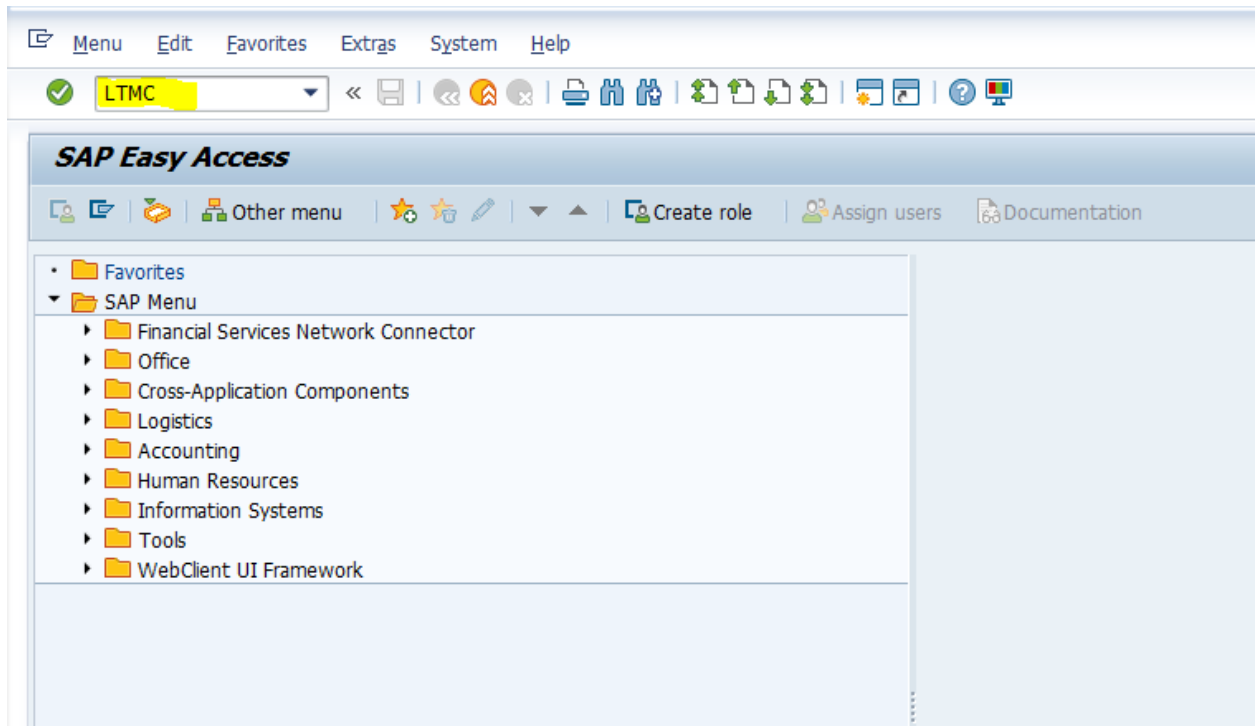 Menu Edit Favorites Extras System Help
LTMC
SAP Easy Access
Other menu Create role Assign users Documentation
Favorites
SAP Menu
Financial Services Network Connector
Office
Cross-Application Components
Logistics
Accounting
Human Resources
Information Systems
Tools
WebClient UI Framework